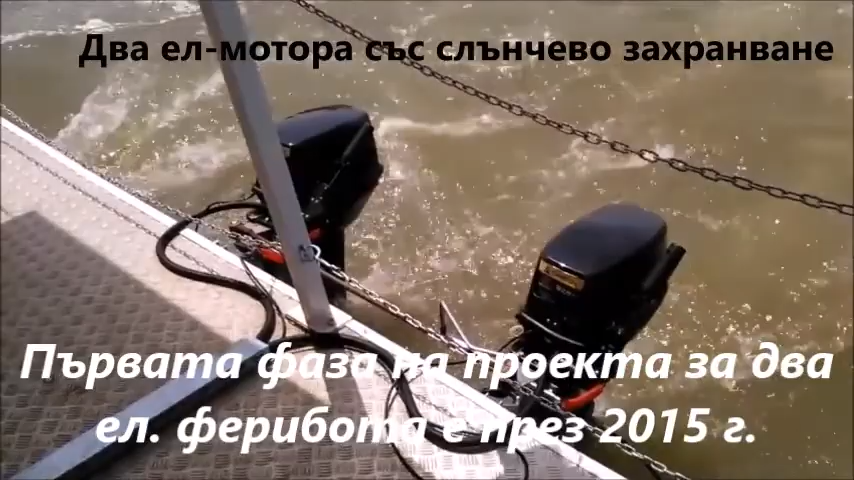 Два ел-мотора със слънчево захранване
Първата фаза на проекта за два
ел. ферибота е през 2015 г.